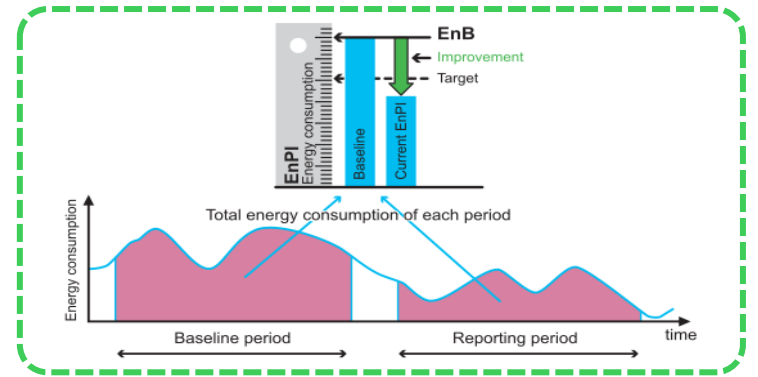 EnB
Improvement
Target
EnPI
Energy consumption
Baseline
Current EnPI
Total energy consumption of each period
Energy consumption
time
Baseline period
Reporting period